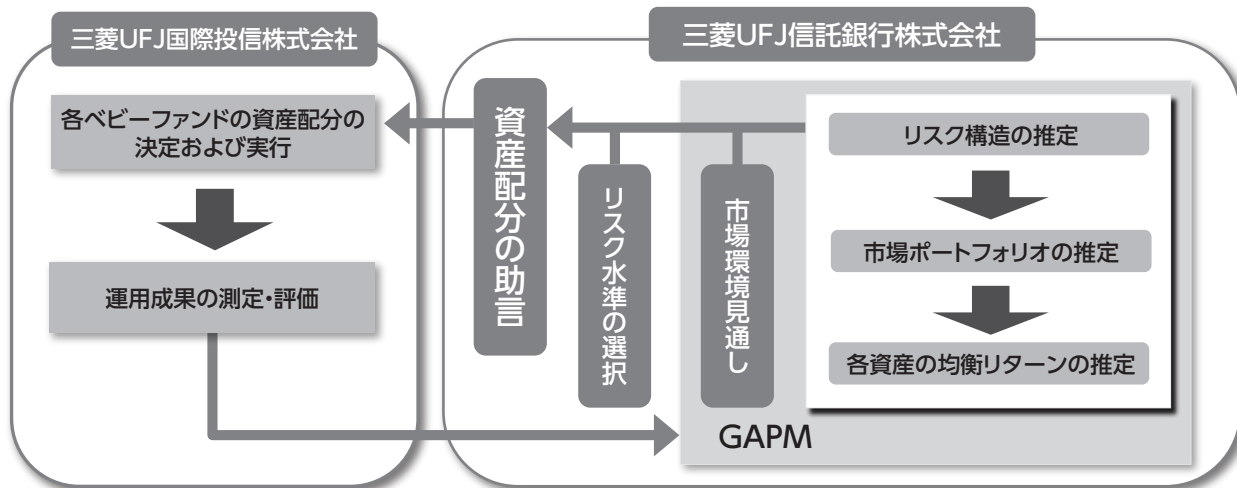 三菱UFJ国際投信株式会社
各ベビーファンドの資産配分の
決定および実行
運用成果の測定・評価
三菱UFJ信託銀行株式会社
資産配分の助言
リスク水準の選択
市場環境見通し
リスク構造の推定
市場ポートフォリオの推定
各資産の均衡リターンの推定
GAPM